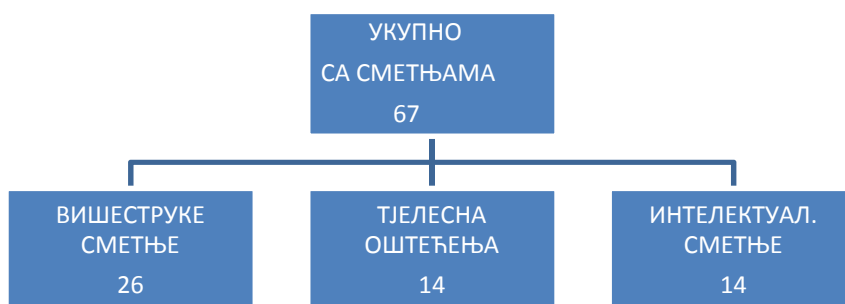 УКУПНО
СА СМЕТЊАМА
67
ВИШЕСТРУКЕ
СМЕТЊЕ
26
ТЈЕЛЕСНА
ОШТЕЋЕЊА
14
ИНТЕЛЕКТУАЛ.
СМЕТЊЕ
14